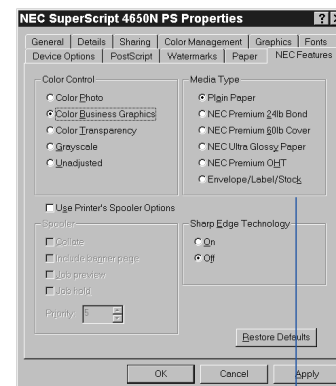 NEC SuperScript 4650N PS Properties
General Details Sharing Color Management Graphics Fonts
Device Options PostScript Watermarks Paper NEC Features
Color Control
Color Photo
Color Business Graphics
Color Transparency
Grayscale
Unadjusted
Media Type
Plain Paper
NEC Premium 24lb Bond
NEC Premium 60lb Cover
NEC Ultra Glossy Paper
NEC Premium OHT
Envelope/Label/Stock
Use Printer's Spooler Options
Spooler
Collate
Include banner page
Job preview
Job hold
Priority: 5
Sharp Edge Technology
On
Off
Restore Defaults
OK Cancel Apply